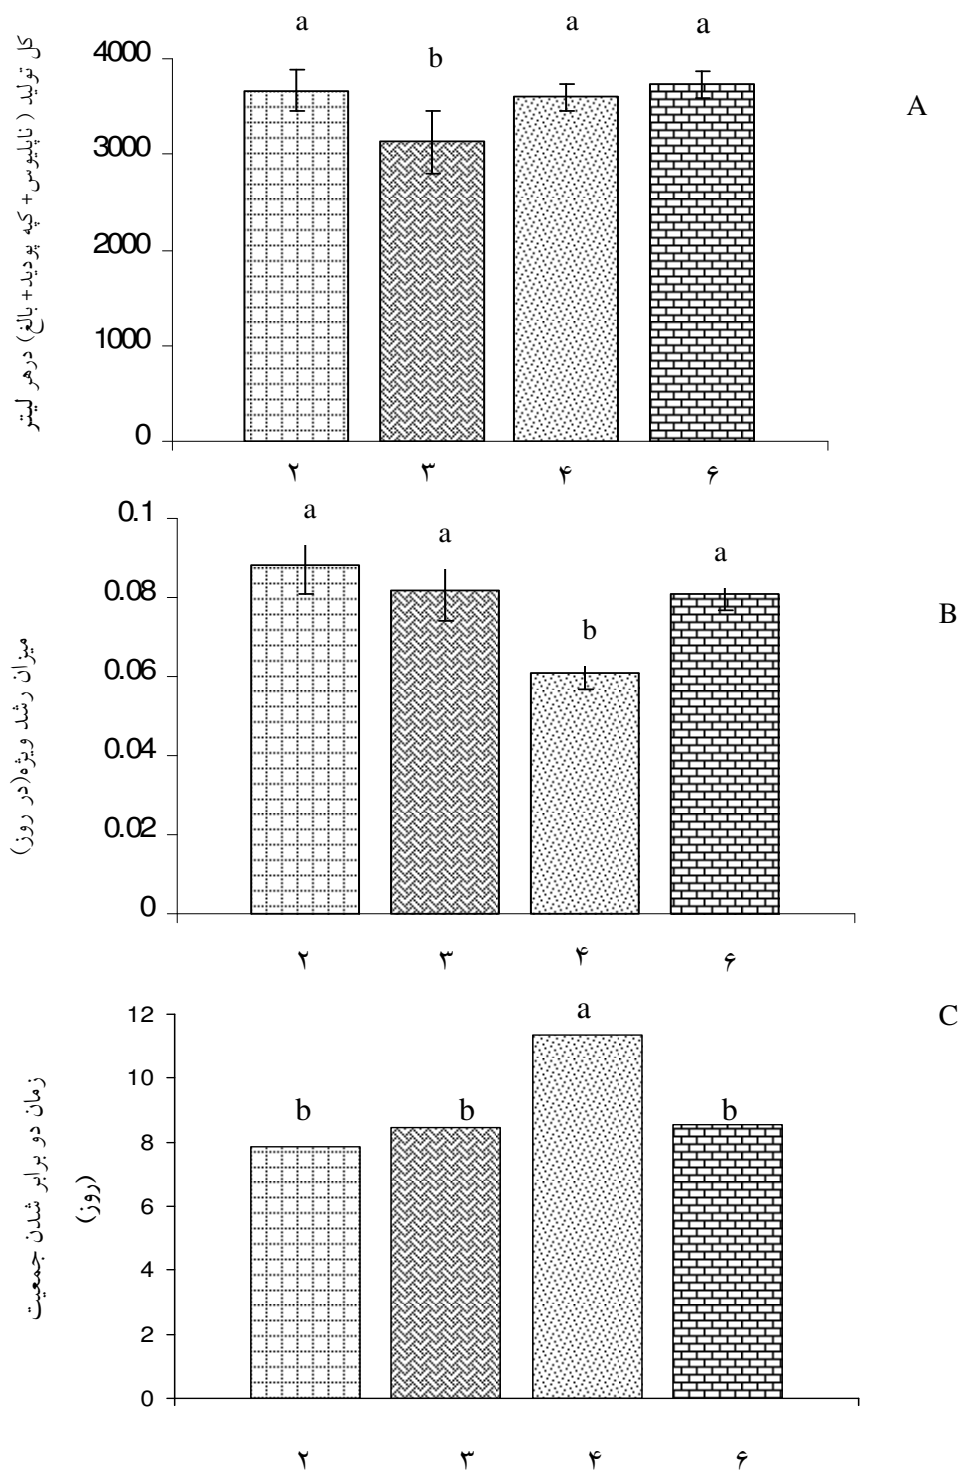 a
a
a
b
A
4000
3000
2000
1000
0
کل تولید ( ناپلیوس+ کپه پودید+بالغ) درهر لیتر
۲ ۳ ۴ ۶
a
a
a
b
B
0.1
0.08
0.06
0.04
0.02
0
میزان رشد ویژه(در روز)
۲ ۳ ۴ ۶
a
b
b
b
C
12
10
8
6
4
2
0
زمان دو برابر شدن جمعیت
(روز)
۲ ۳ ۴ ۶